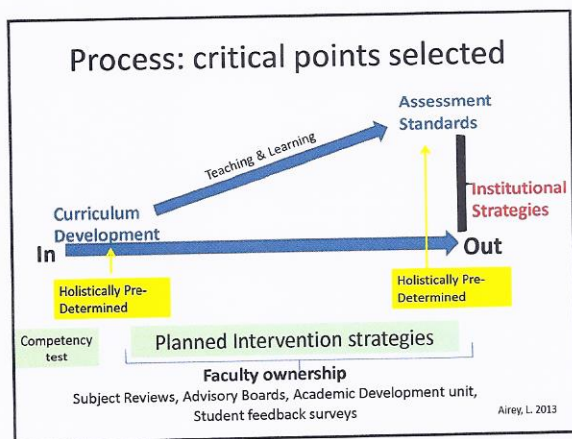 Process: critical points selected
Assessment
Standards
Teaching & Learning
Institutional
Strategies
Curriculum
Development
In
Out
Holistically Pre-
Determined
Holistically Pre-
Determined
Competency
test
Planned Intervention strategies
Faculty ownership
Subject Reviews, Advisory Boards, Academic Development unit,
Student feedback surveys
Airey, L. 2013